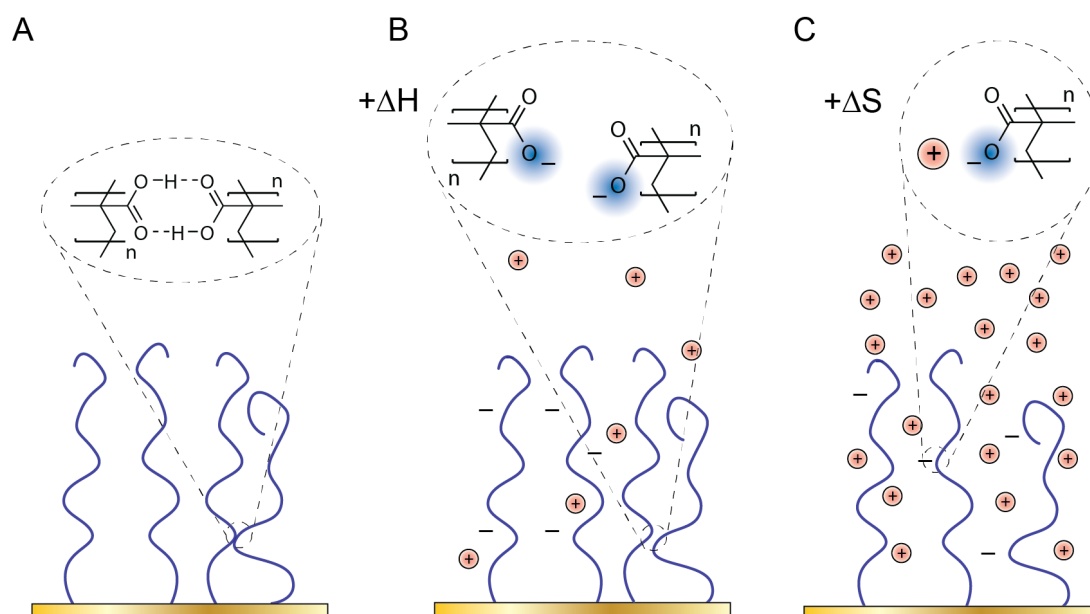 A
B
C
+ΔH
+ΔS
O
H
O
n
O
H
O
n
O
O
−
n
n
O
−
O
n
+
−
O
O
n
+
+
+
−
−
+
−
+
−
−
+
+
+
+
+
+
+
+
+
+
+
−
+
+
+
−
−
+
+
+
+
+
+
−
+